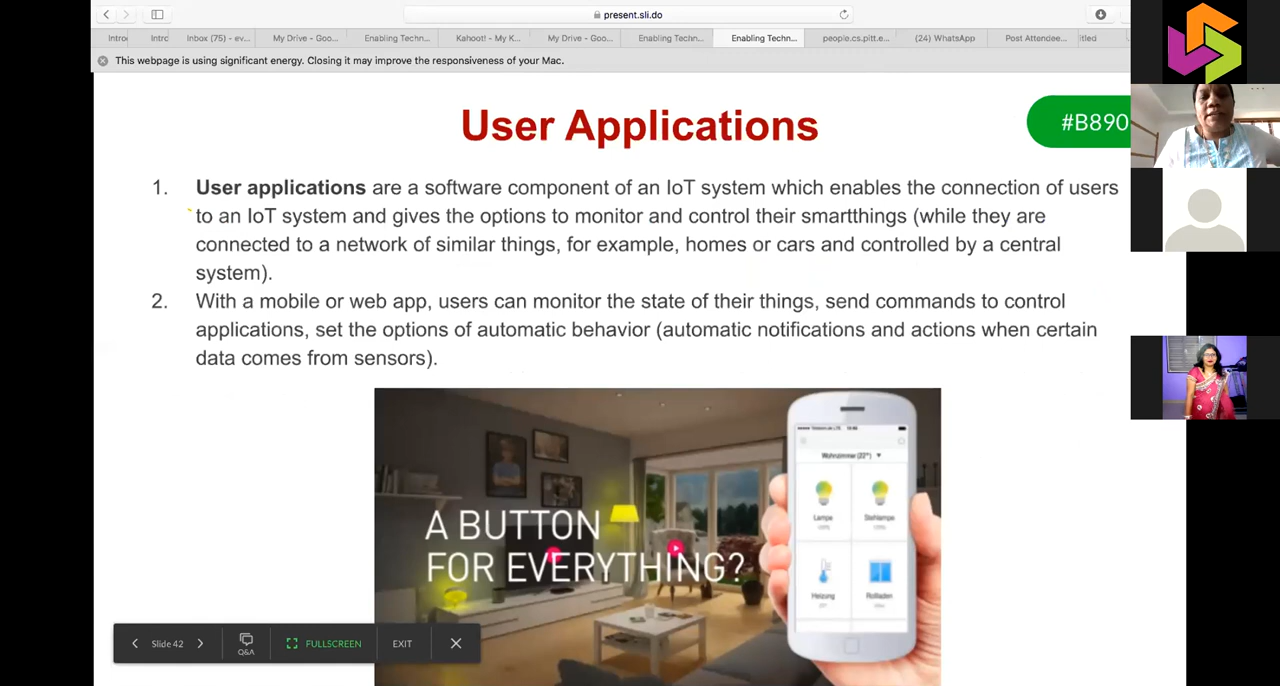 present.sli.do
Introd
Intro
Inbox (75) - ev...
My Drive - Goo...
Enabling Techn...
Kahoot! - My K...
My Drive - Goo...
Enabling Techn...
Enabling Techn...
people.cs.pitt.e...
(24) WhatsApp
Post Attendee...
itled
This webpage is using significant energy. Closing it may improve the responsiveness of your Mac.
User Applications
#B890
1. User applications are a software component of an IoT system which enables the connection of users
to an IoT system and gives the options to monitor and control their smartthings (while they are
connected to a network of similar things, for example, homes or cars and controlled by a central
system).
2. With a mobile or web app, users can monitor the state of their things, send commands to control
applications, set the options of automatic behavior (automatic notifications and actions when certain
data comes from sensors).
A BUTTON
FOR EVERYTHING?
Wohnzimmer (22°)
Lampe
Stehlampe
Heizung
Rolladen
Slide 42
Q&A
FULLSCREEN
EXIT